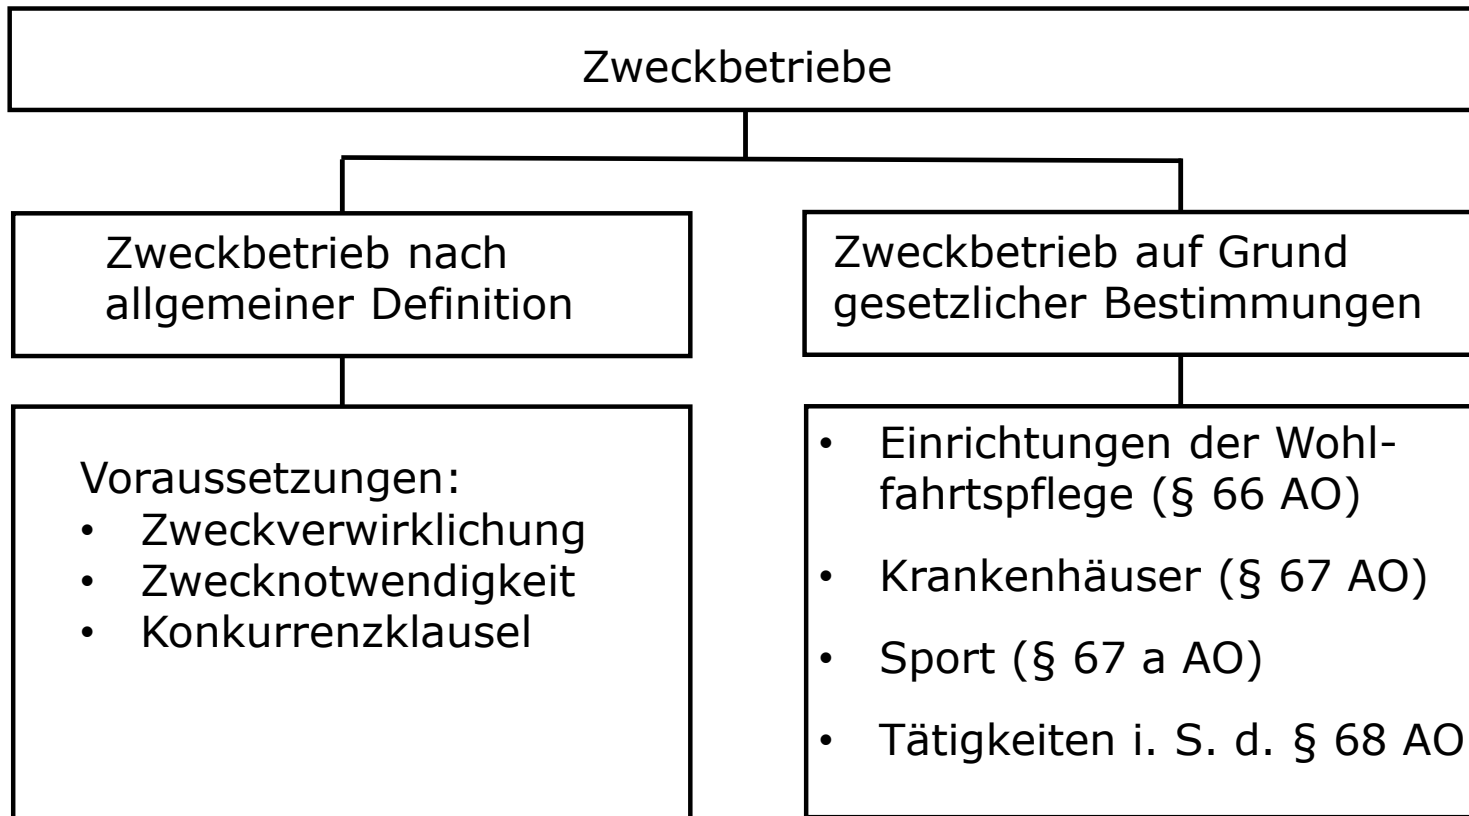 Zweckbetriebe
Zweckbetrieb nach
allgemeiner Definition
Zweckbetrieb auf Grund
gesetzlicher Bestimmungen
Voraussetzungen:
• Zweckverwirklichung
• Zwecknotwendigkeit
• Konkurrenzklausel
• Einrichtungen der Wohl-
fahrtspflege (§ 66 AO)
• Krankenhäuser (§ 67 AO)
• Sport (§ 67 a AO)
• Tätigkeiten i. S. d. § 68 AO